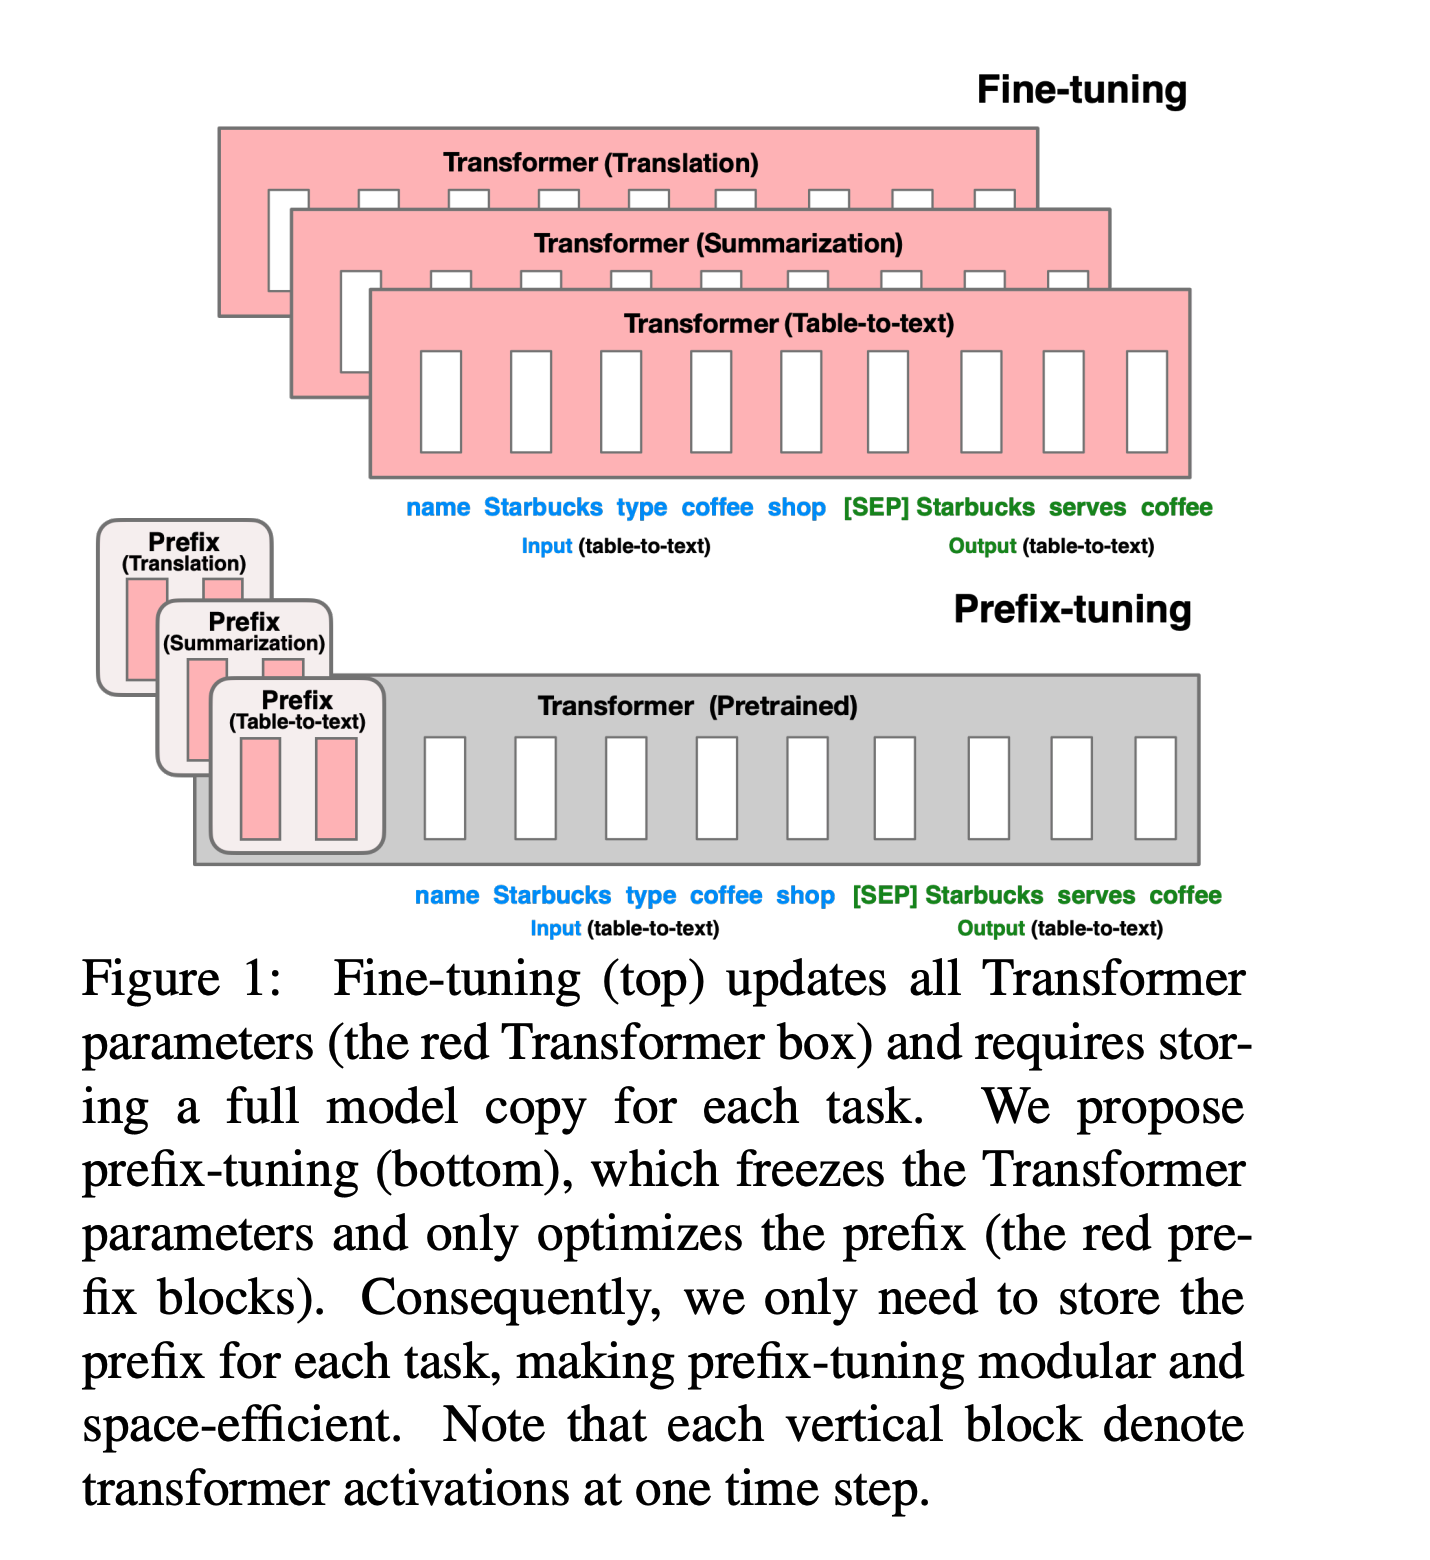 Fine-tuning
Transformer (Translation)
Transformer (Summarization)
Transformer (Table-to-text)
name Starbucks type coffee shop [SEP] Starbucks serves coffee
Input (table-to-text) Output (table-to-text)
Prefix
(Translation)
Prefix-tuning
Prefix
(Summarization)
Prefix
(Table-to-text)
Transformer (Pretrained)
name Starbucks type coffee shop [SEP] Starbucks serves coffee
Input (table-to-text) Output (table-to-text)
Figure 1: Fine-tuning (top) updates all Transformer
parameters (the red Transformer box) and requires stor-
ing a full model copy for each task. We propose
prefix-tuning (bottom), which freezes the Transformer
parameters and only optimizes the prefix (the red pre-
fix blocks). Consequently, we only need to store the
prefix for each task, making prefix-tuning modular and
space-efficient. Note that each vertical block denote
transformer activations at one time step.